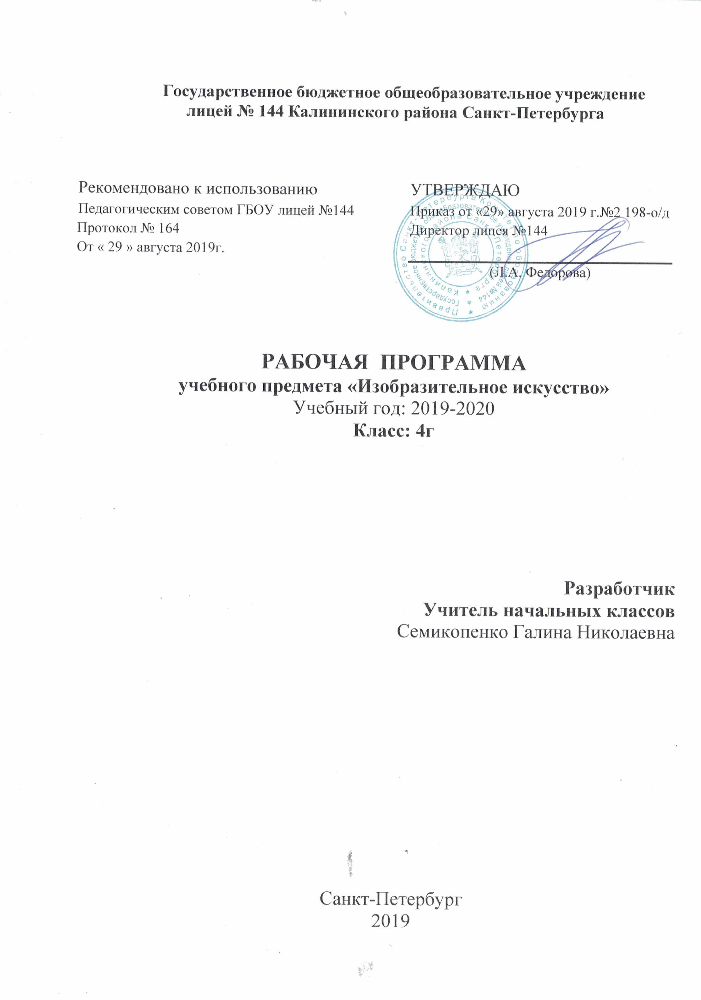 Государственное бюджетное общеобразовательное учреждение
лицей № 144 Калининского района Санкт-Петербурга
Рекомендовано к использованию
Педагогическим советом ГБОУ лицей №144
Протокол № 164
От « 29 » августа 2019г.
УТВЕРЖДАЮ
Приказ от «29» августа 2019 г.№2 198-о/д
Директор лицея №144
(Л.А. Федорова)
Правительство Санкт-Петербурга Комитет по образованию
Государственное бюджетное общеобразовательное учреждение лицей №144
Калининского района Санкт-Петербурга
РАБОЧАЯ ПРОГРАММА
учебного предмета «Изобразительное искусство»
Учебный год: 2019-2020
Класс: 4г
Разработчик
Учитель начальных классов
Семикопенко Галина Николаевна
Санкт-Петербург
2019